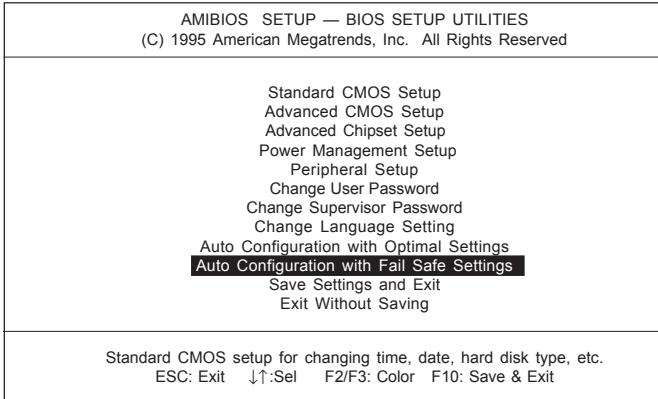 AMIBIOS SETUP — BIOS SETUP UTILITIES
(C) 1995 American Megatrends, Inc. All Rights Reserved
Standard CMOS Setup
Advanced CMOS Setup
Advanced Chipset Setup
Power Management Setup
Peripheral Setup
Change User Password
Change Supervisor Password
Change Language Setting
Auto Configuration with Optimal Settings
Auto Configuration with Fail Safe Settings
Save Settings and Exit
Exit Without Saving
Standard CMOS setup for changing time, date, hard disk type, etc.
ESC: Exit ↓↑:Sel F2/F3: Color F10: Save & Exit